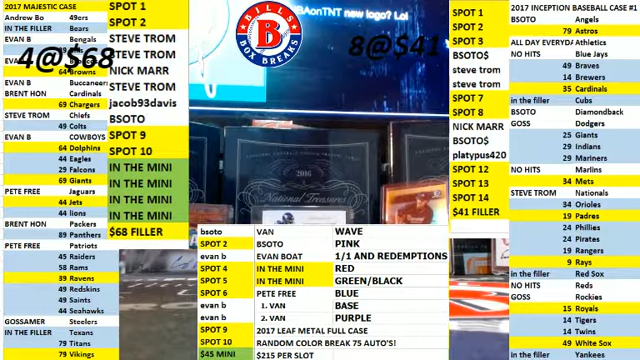 2017 MAJESTIC CASE
Andrew Bo 49ers
IN THE FILLER Bears
EVAN B Bengals
EVAN B
64 Browns
EVAN B Buccaneers
BRENT HON Cardinals
69 Chargers
STEVE TROM Chiefs
49 Colts
EVAN B COWBOYS
64 Dolphins
44 Eagles
29 Falcons
69 Giants
PETE FREE Jaguars
44 Jets
44 lions
BRENT HON Packers
89 Panthers
PETE FREE Patriots
45 Raiders
58 Rams
39 Ravens
49 Redskins
49 Saints
44 Seahawks
GOSSAMER Steelers
IN THE FILLER Texans
79 Titans
79 Vikings
4@$68
SPOT 1
SPOT 2
STEVE TROM
STEVE TROM
NICK MARR
STEVE TROM
jacob93davis
BSOTO
SPOT 9
SPOT 10
IN THE MINI
IN THE MINI
IN THE MINI
IN THE MINI
$68 FILLER
BILLS
BOX BREAKS
BAonTNT new logo? Lol
8@$41
2016
National Treasures
bsoto VAN WAVE
SPOT 2 BSOTO PINK
evan b EVAN BOAT 1/1 AND REDEMPTIONS
SPOT 4 IN THE MINI RED
SPOT 5 IN THE MINI GREEN/BLACK
SPOT 6 PETE FREE BLUE
evan b 1. VAN BASE
evan b 2. VAN PURPLE
SPOT 9 2017 LEAF METAL FULL CASE
SPOT 10 RANDOM COLOR BREAK 75 AUTO'S!
$45 MINI $215 PER SLOT
SPOT 1
SPOT 2
SPOT 3
BSOTO$
steve trom
steve trom
SPOT 7
SPOT 8
NICK MARR
BSOTO$
platypus420
SPOT 12
SPOT 13
SPOT 14
$41 FILLER
2017 INCEPTION BASEBALL CASE #1
BSOTO Angels
79 Astros
ALL DAY EVERYDA Athletics
NO HITS Blue Jays
49 Braves
14 Brewers
35 Cardinals
in the filler Cubs
BSOTO Diamondback
GOSS Dodgers
25 Giants
29 Indians
29 Mariners
NO HITS Marlins
34 Mets
STEVE TROM Nationals
34 Orioles
19 Padres
24 Phillies
24 Pirates
19 Rangers
9 Rays
in the filler Red Sox
NO HITS Reds
GOSS Rockies
15 Royals
14 Tigers
14 Twins
49 White Sox
in the filler Yankees